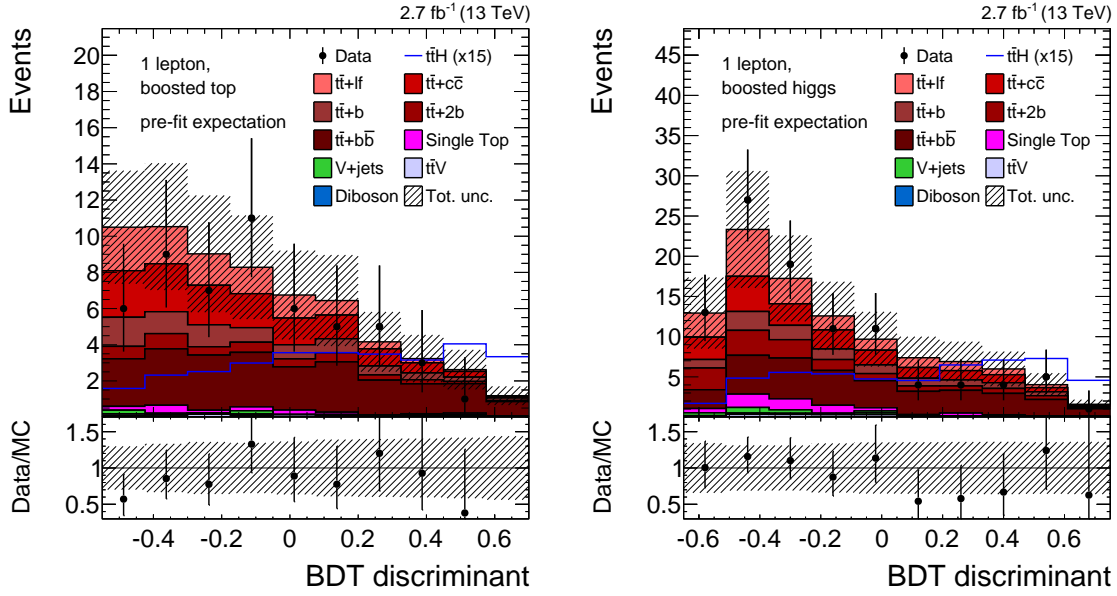 2.7 fb⁻¹ (13 TeV)
Events
20
18
16
14
12
10
8
6
4
2
1 lepton,
boosted top
pre-fit expectation
Data
tt̄H (x15)
tt̄+lf
tt̄+cc̄
tt̄+b
tt̄+2b
tt̄+bb̄
Single Top
V+jets
tt̄V
Diboson
Tot. unc.
Data/MC
1.5
1
0.5
-0.4 -0.2 0 0.2 0.4 0.6
BDT discriminant
2.7 fb⁻¹ (13 TeV)
Events
45
40
35
30
25
20
15
10
5
1 lepton,
boosted higgs
pre-fit expectation
Data
tt̄H (x15)
tt̄+lf
tt̄+cc̄
tt̄+b
tt̄+2b
tt̄+bb̄
Single Top
V+jets
tt̄V
Diboson
Tot. unc.
Data/MC
1.5
1
0.5
-0.6 -0.4 -0.2 0 0.2 0.4 0.6
BDT discriminant